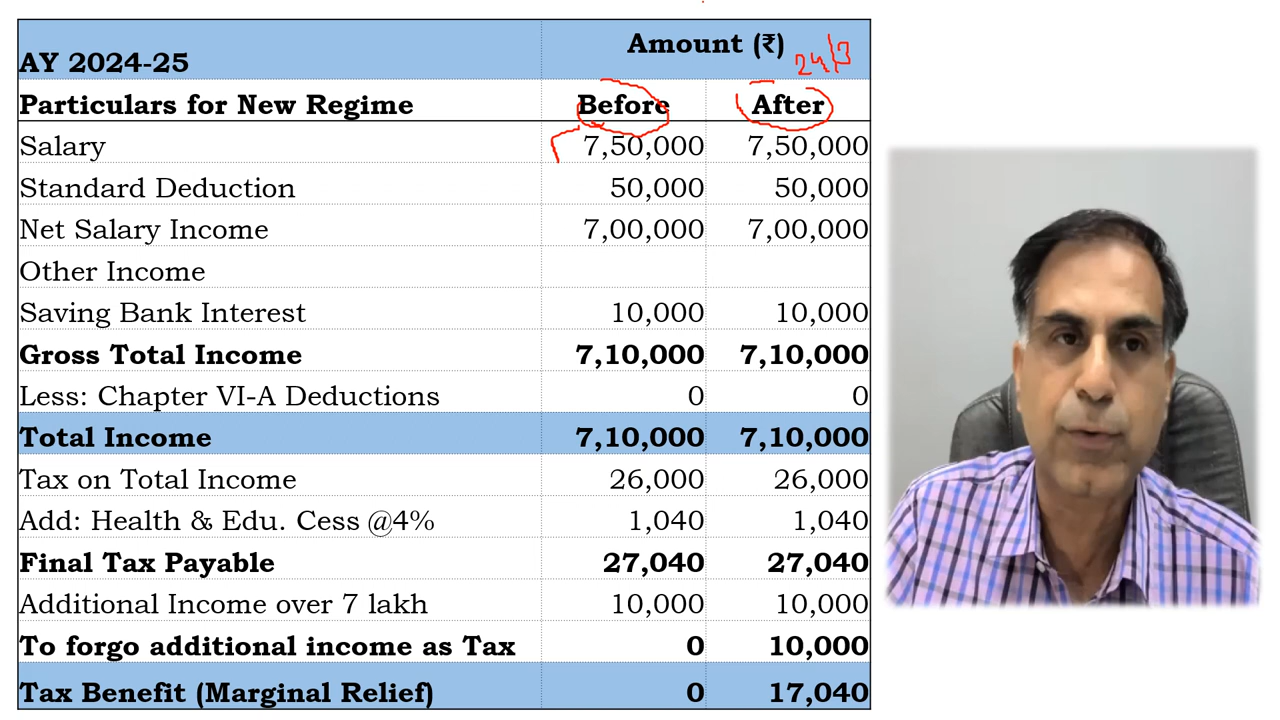 Amount (₹) 24/3
AY 2024-25
Particulars for New Regime Before After
Salary 7,50,000 7,50,000
Standard Deduction 50,000 50,000
Net Salary Income 7,00,000 7,00,000
Other Income
Saving Bank Interest 10,000 10,000
Gross Total Income 7,10,000 7,10,000
Less: Chapter VI-A Deductions 0 0
Total Income 7,10,000 7,10,000
Tax on Total Income 26,000 26,000
Add: Health & Edu. Cess @4% 1,040 1,040
Final Tax Payable 27,040 27,040
Additional Income over 7 lakh 10,000 10,000
To forgo additional income as Tax 0 10,000
Tax Benefit (Marginal Relief) 0 17,040